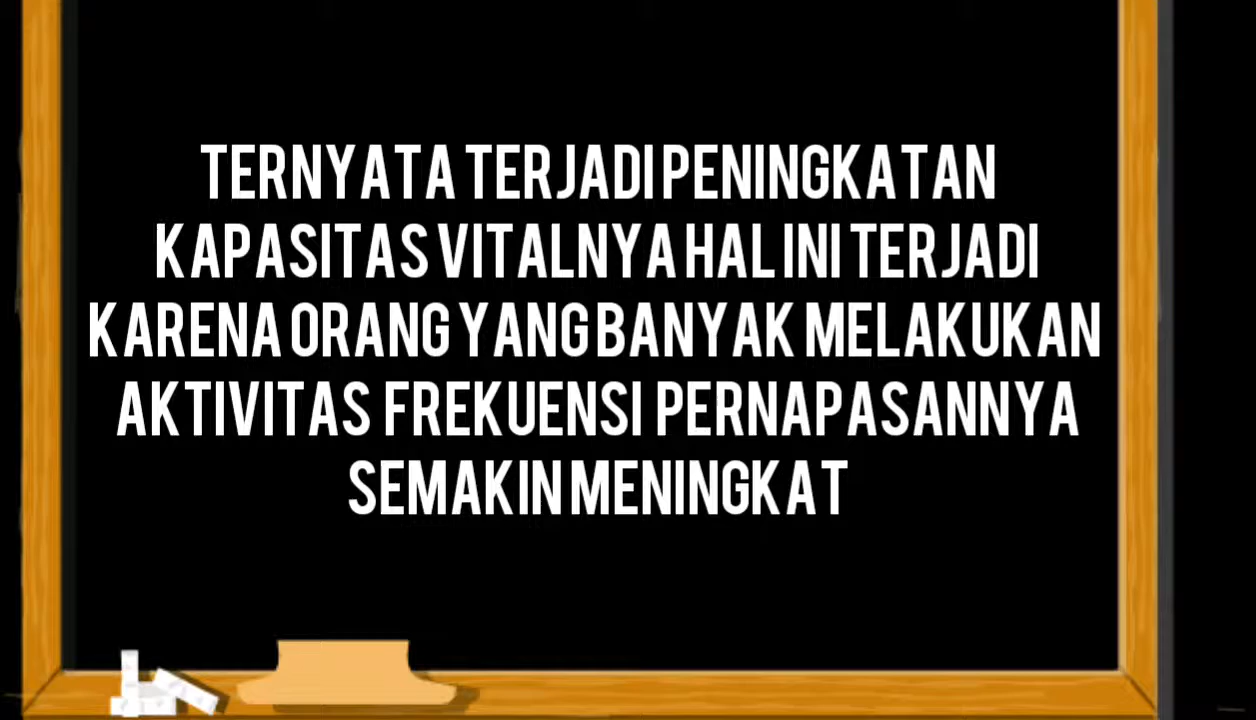 TERNYATA TERJADI PENINGKATAN
KAPASITAS VITALNYA HAL INI TERJADI
KARENA ORANG YANG BANYAK MELAKUKAN
AKTIVITAS FREKUENSI PERNAPASANNYA
SEMAKIN MENINGKAT